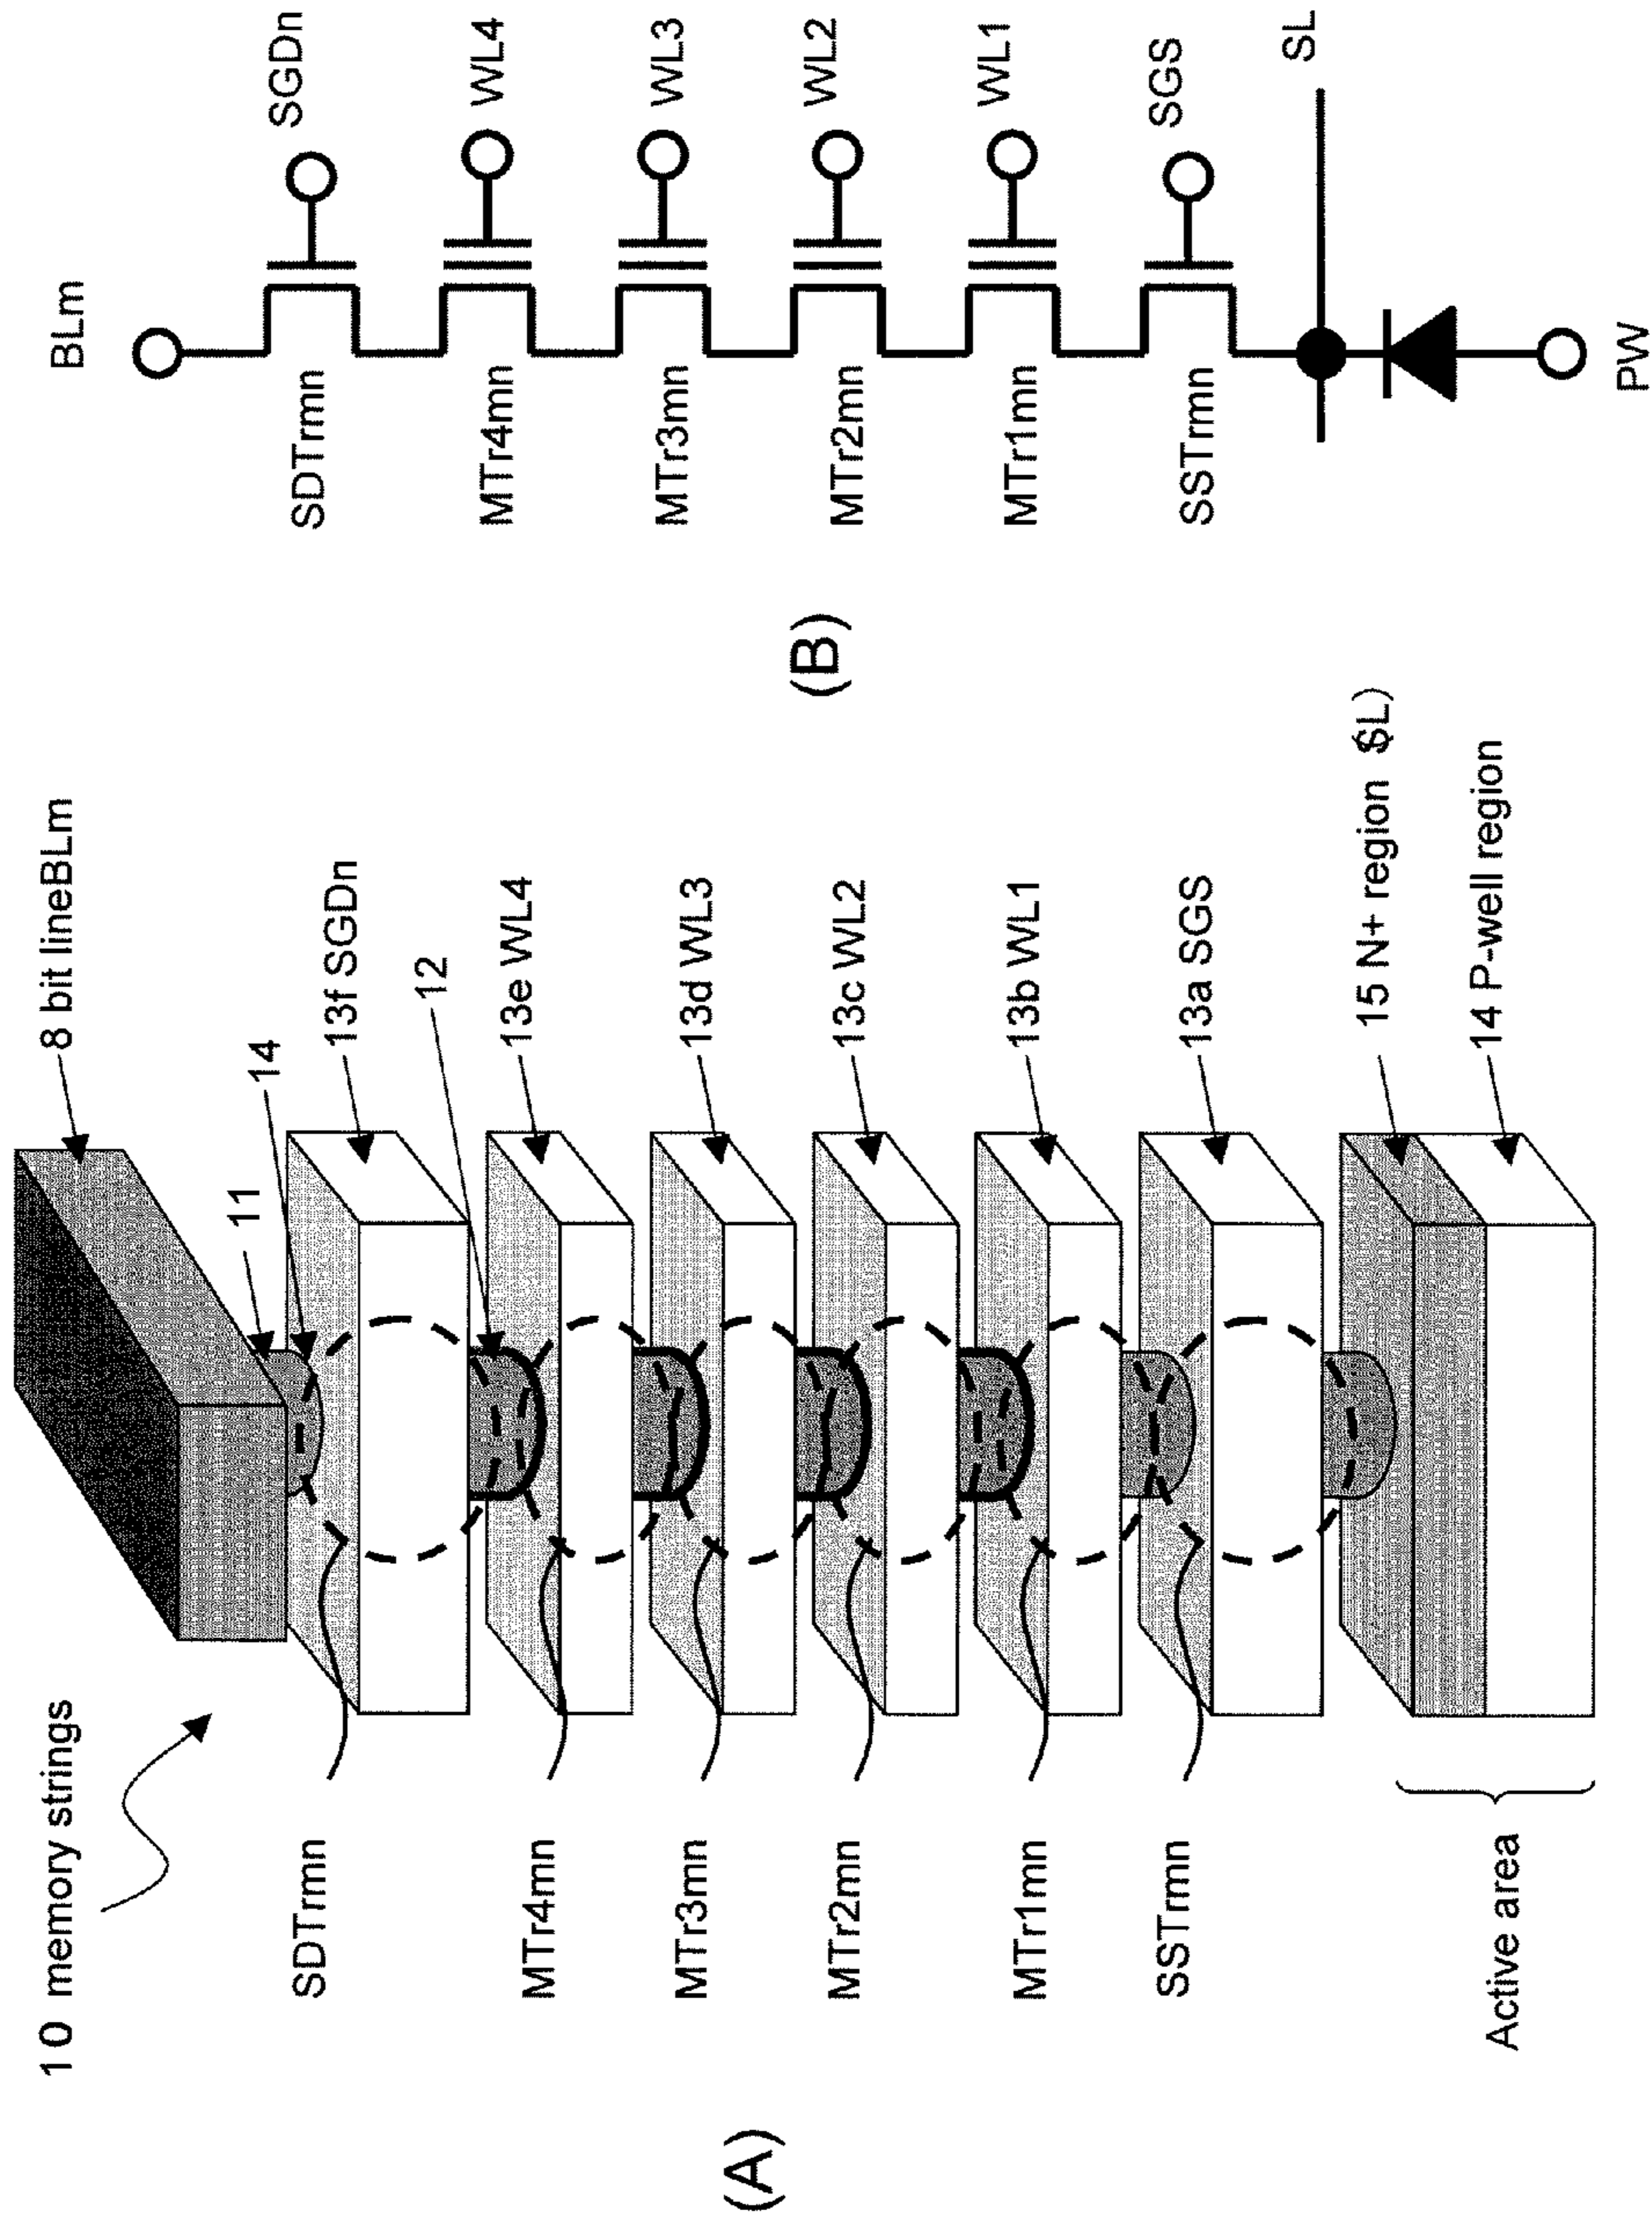 10 memory strings
8 bit lineBLm
11
14
13f SGDn
12
13e WL4
13d WL3
13c WL2
13b WL1
13a SGS
15 N+ region (SL)
14 P-well region
SDTrmn
MTr4mn
MTr3mn
MTr2mn
MTr1mn
SSTrmn
Active area
(A)
BLm
SGDn
WL4
WL3
WL2
WL1
SGS
SL
SDTrmn
MTr4mn
MTr3mn
MTr2mn
MTr1mn
SSTrmn
PW
(B)